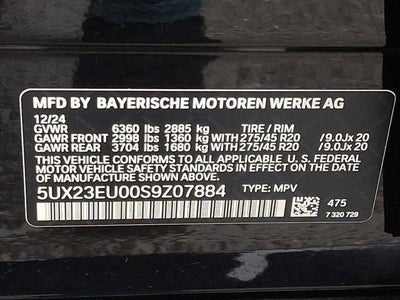 MFD BY BAYERISCHE MOTOREN WERKE AG
12/24
GVWR 6360 lbs 2885 kg TIRE / RIM
GAWR FRONT 2998 lbs 1360 kg WITH 275/45 R20 / 9.0Jx 20
GAWR REAR 3704 lbs 1680 kg WITH 275/45 R20 / 9.0Jx 20
THIS VEHICLE CONFORMS TO ALL APPLICABLE U. S. FEDERAL
MOTOR VEHICLE SAFETY STANDARDS IN EFFECT ON THE
DATE OF MANUFACTURE SHOWN ABOVE.
5UX23EU00S9Z07884 TYPE: MPV
475
7 320 729